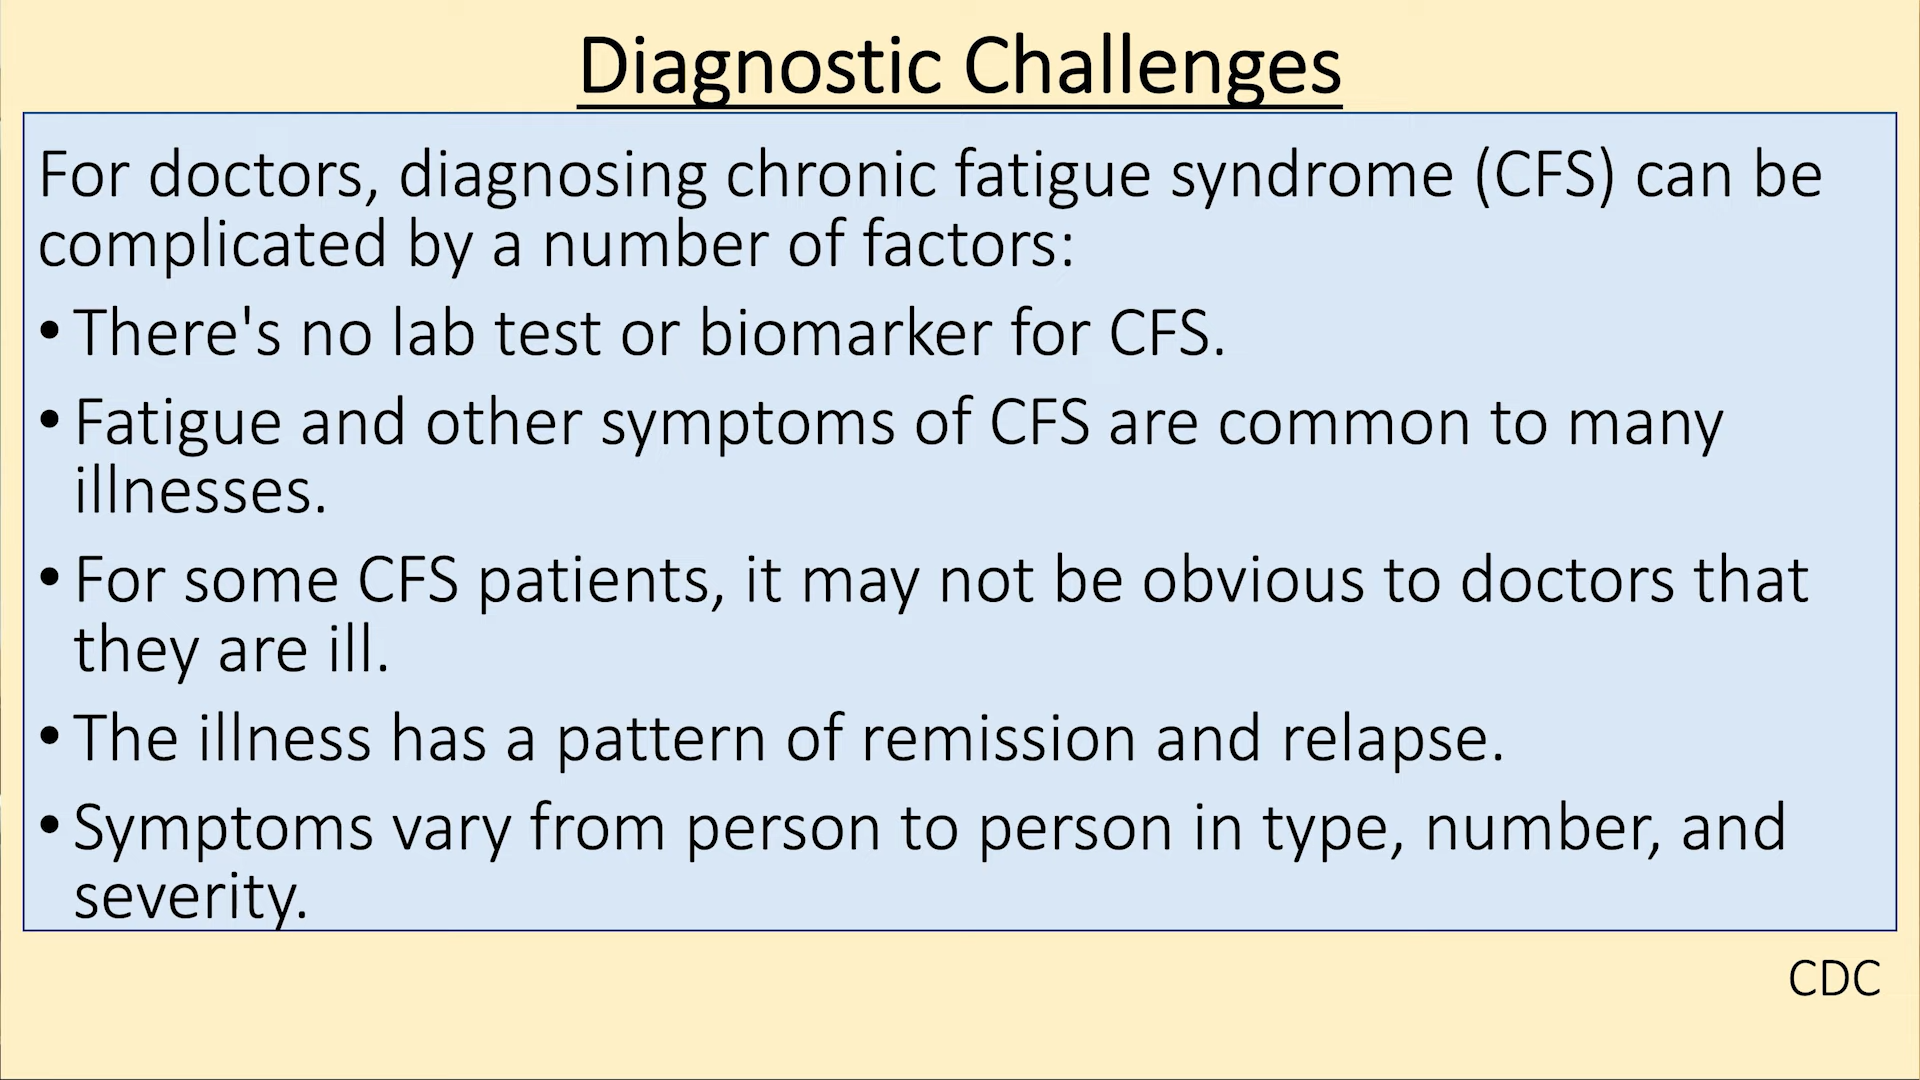 Diagnostic Challenges
For doctors, diagnosing chronic fatigue syndrome (CFS) can be
complicated by a number of factors:
• There's no lab test or biomarker for CFS.
• Fatigue and other symptoms of CFS are common to many
illnesses.
• For some CFS patients, it may not be obvious to doctors that
they are ill.
• The illness has a pattern of remission and relapse.
• Symptoms vary from person to person in type, number, and
severity.
CDC